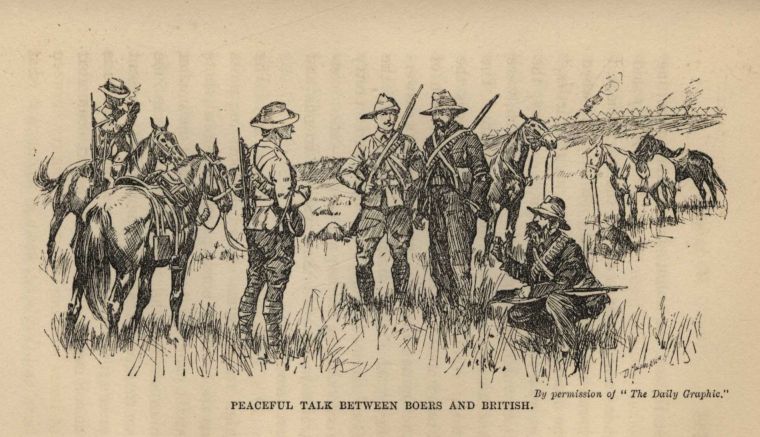 By permission of "The Daily Graphic."
PEACEFUL TALK BETWEEN BOERS AND BRITISH.